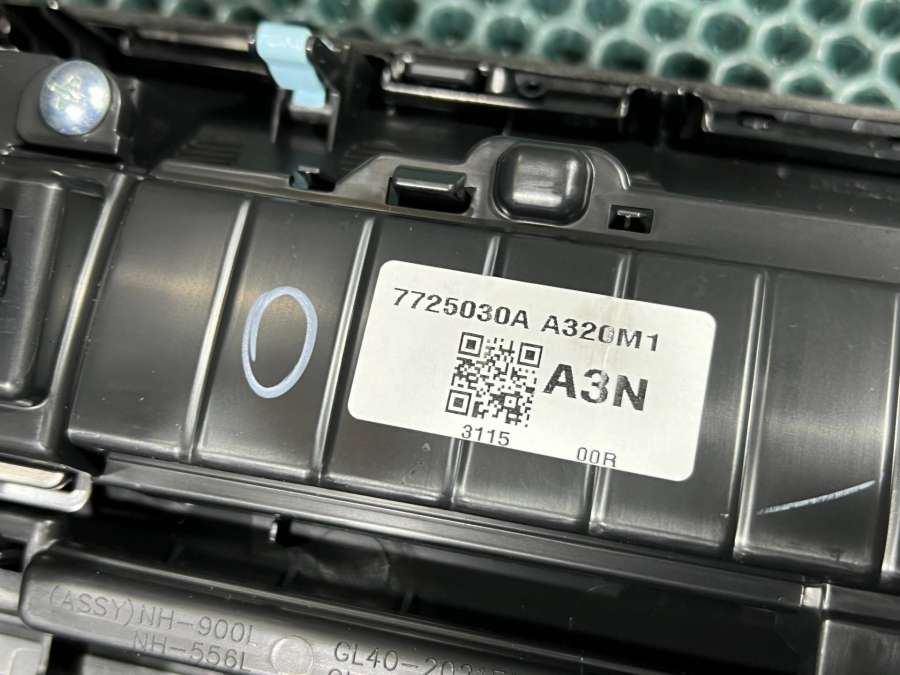 7725030A A320M1
A3N
3115
00R
(ASSY)NH-900L
NH-556L